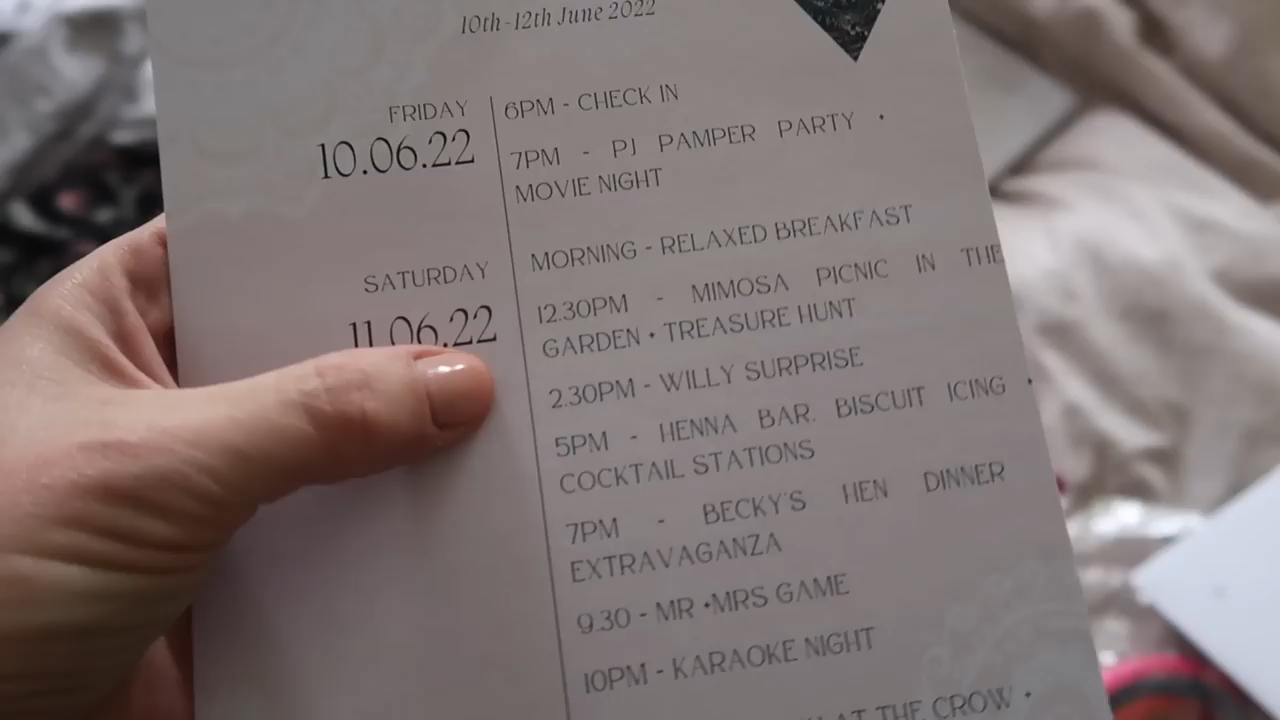 10th-12th June 2022
FRIDAY
10.06.22
6PM - CHECK IN
7PM - PJ PAMPER PARTY •
MOVIE NIGHT
SATURDAY
11.06.22
MORNING - RELAXED BREAKFAST
12.30PM - MIMOSA PICNIC IN THE
GARDEN • TREASURE HUNT
2.30PM - WILLY SURPRISE
5PM - HENNA BAR. BISCUIT ICING •
COCKTAIL STATIONS
7PM - BECKY'S HEN DINNER
EXTRAVAGANZA
9.30 - MR •MRS GAME
10PM - KARAOKE NIGHT
AT THE CROW •